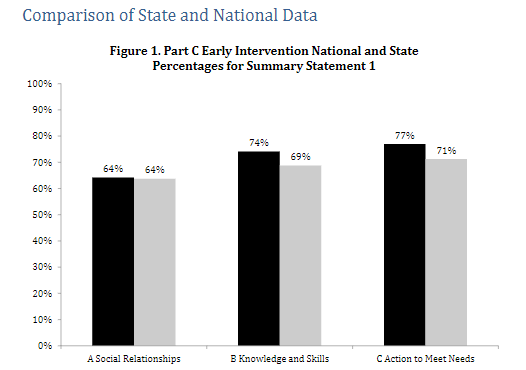 Comparison of State and National Data
Figure 1. Part C Early Intervention National and State
Percentages for Summary Statement 1
100%
90%
80%
70%
60%
50%
40%
30%
20%
10%
0%
64%
64%
74%
69%
77%
71%
A Social Relationships
B Knowledge and Skills
C Action to Meet Needs